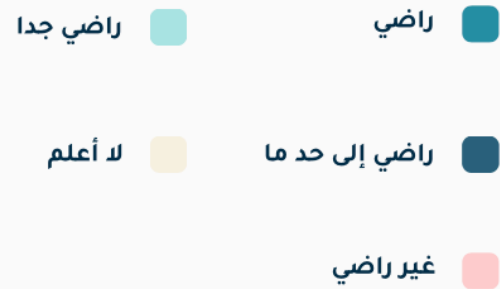 راضي
راضي جدا
راضي إلى حد ما
لا أعلم
غير راضي